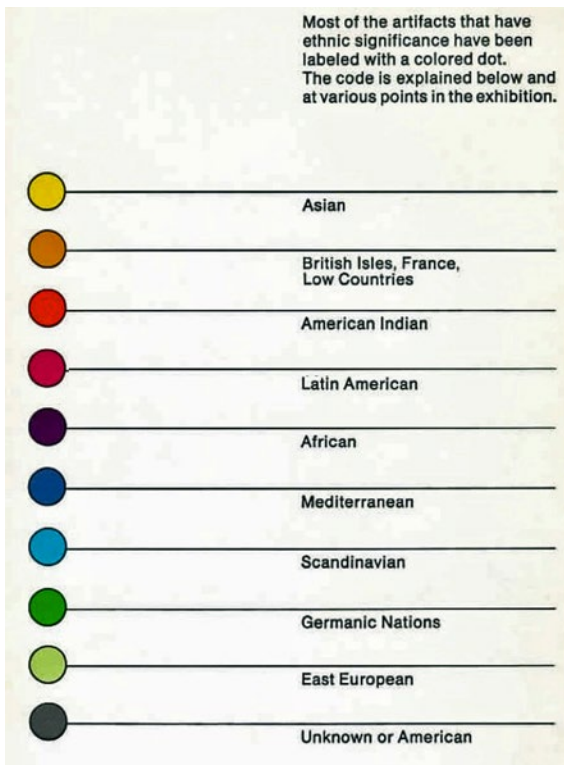 Most of the artifacts that have
ethnic significance have been
labeled with a colored dot.
The code is explained below and
at various points in the exhibition.
Asian
British Isles, France,
Low Countries
American Indian
Latin American
African
Mediterranean
Scandinavian
Germanic Nations
East European
Unknown or American